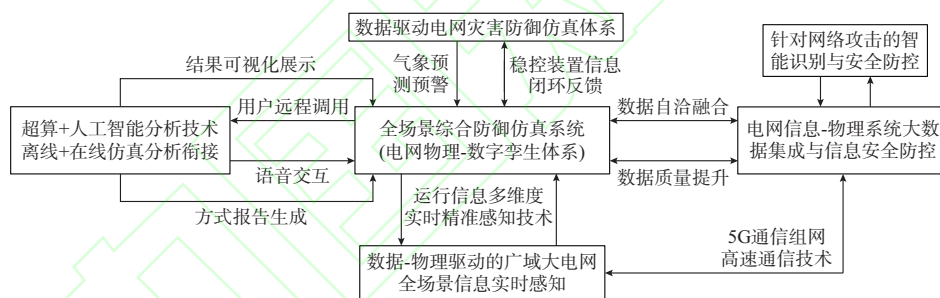 数据驱动电网灾害防御仿真体系
针对网络攻击的智
能识别与安全防控
结果可视化展示
气象预
测预警
稳控装置信息
闭环反馈
用户远程调用
数据自洽融合
超算+人工智能分析技术
离线+在线仿真分析衔接
全场景综合防御仿真系统
(电网物理-数字孪生体系)
电网信息-物理系统大数
据集成与信息安全防控
语音交互
数据质量提升
方式报告生成
运行信息多维度
实时精准感知技术
5G通信组网
高速通信技术
数据-物理驱动的广域大电网
全场景信息实时感知